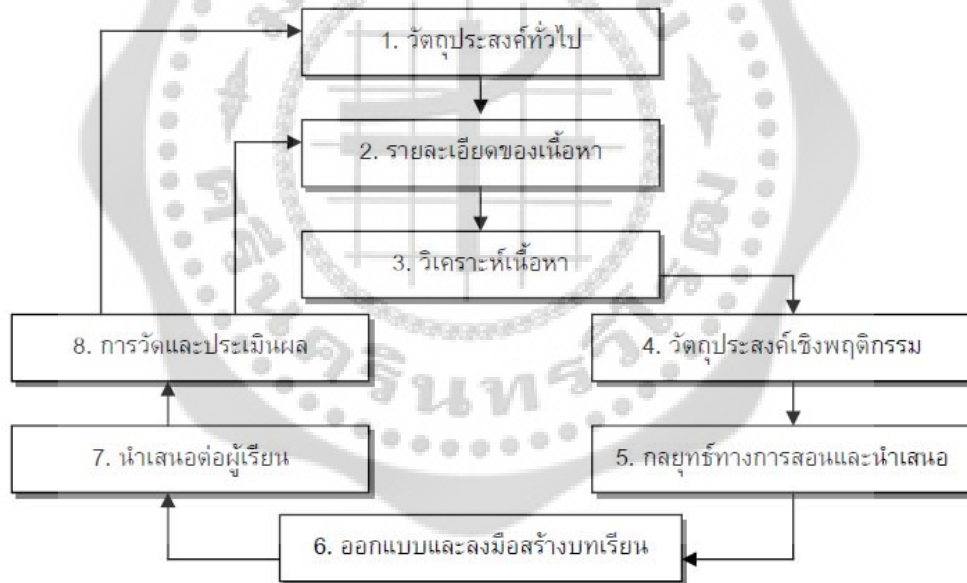 1. วัตถุประสงค์ทั่วไป
2. รายละเอียดของเนื้อหา
3. วิเคราะห์เนื้อหา
4. วัตถุประสงค์เชิงพฤติกรรม
5. กลยุทธ์ทางการสอนและนำเสนอ
6. ออกแบบและลงมือสร้างบทเรียน
7. นำเสนอต่อผู้เรียน
8. การวัดและประเมินผล